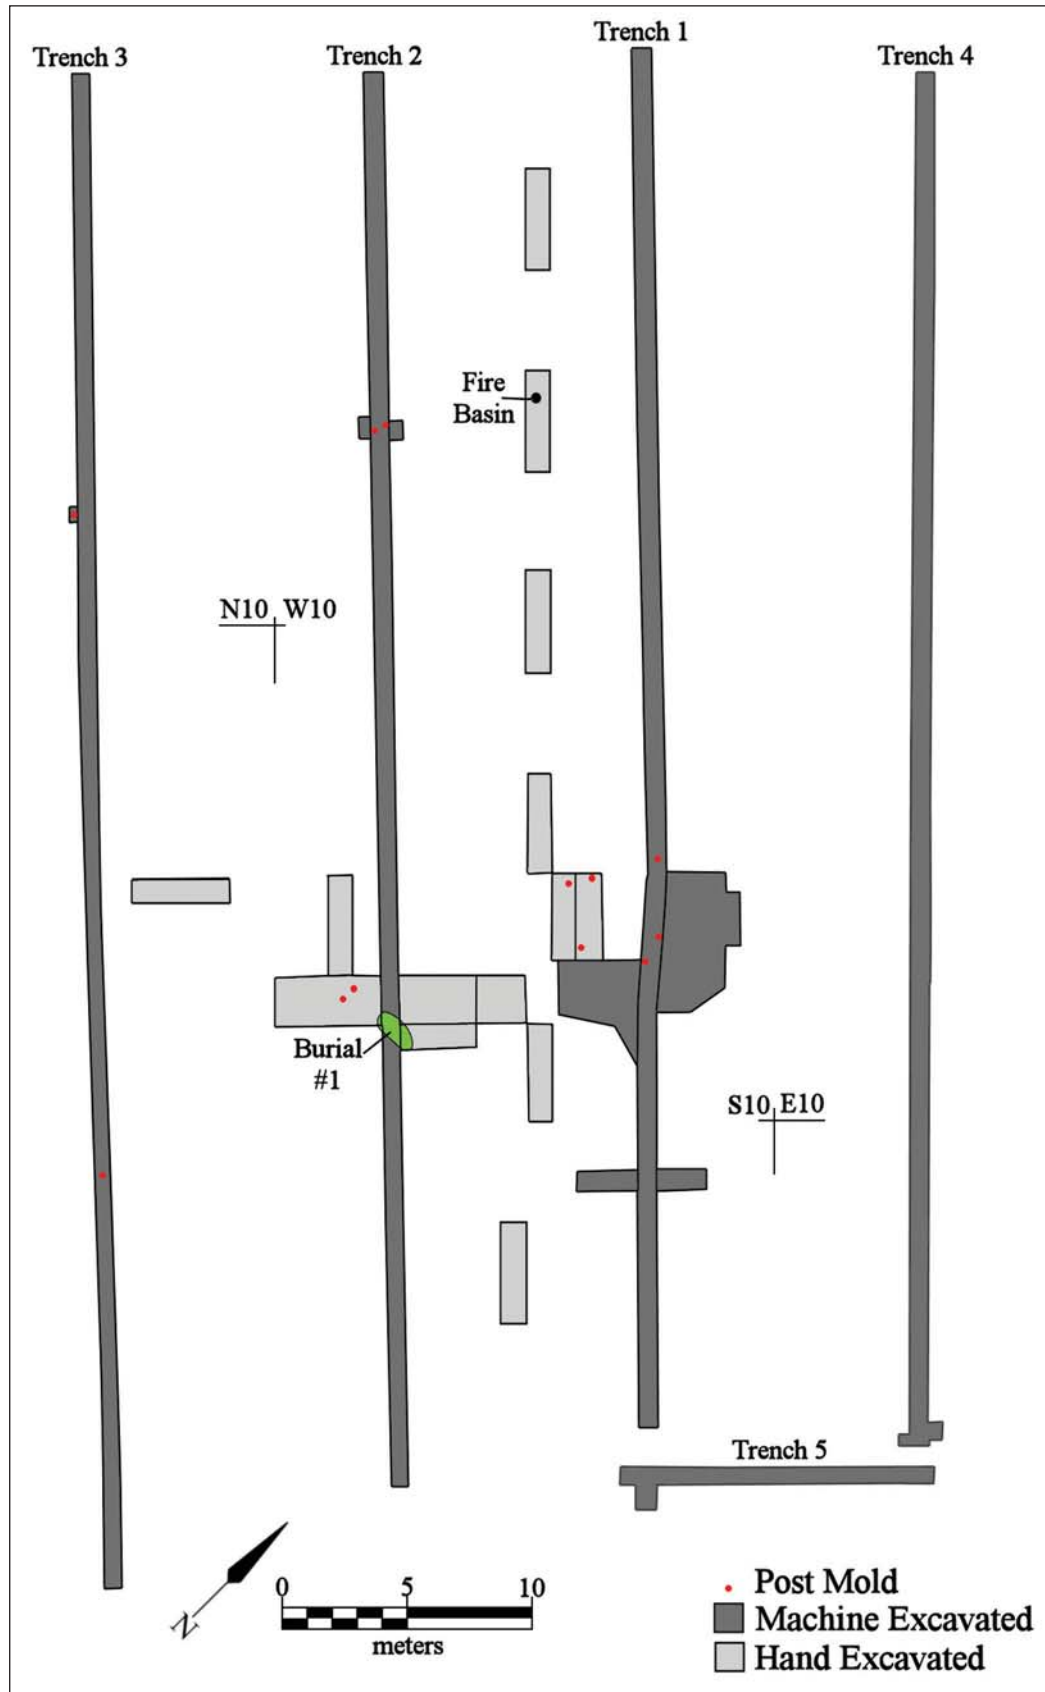 Trench 1
Trench 3
Trench 2
Trench 4
Fire
Basin
N10 W10
Burial
#1
S10 E10
Trench 5
N
0 5 10
meters
Post Mold
Machine Excavated
Hand Excavated